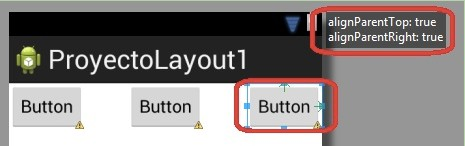 alignParentTop: true
alignParentRight: true
ProyectoLayout1
Button Button Button